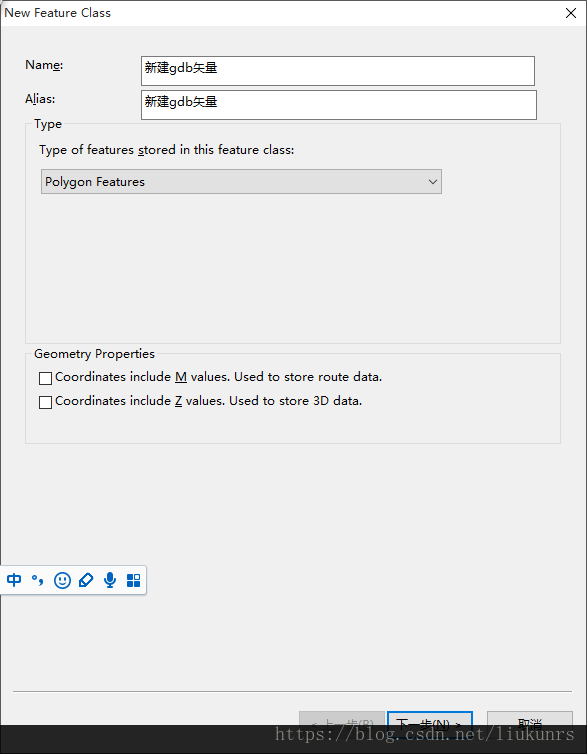 New Feature Class
Name:
新建gdb矢量
Alias:
新建gdb矢量
Type
Type of features stored in this feature class:
Polygon Features
Geometry Properties
Coordinates include M values. Used to store route data.
Coordinates include Z values. Used to store 3D data.
中
< 上一步(B)
下一步(N) >
取消
https://blog.csdn.net/liukunrs